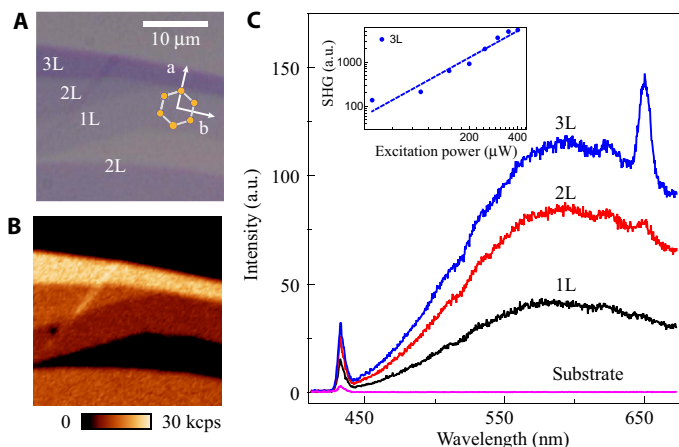 A
10 μm
3L
a
2L
1L
b
2L
B
0 30 kcps
C
150
100
50
0
Intensity (a.u.)
3L
5000
1000
100
SHG (a.u.)
200 400
Excitation power (μW)
3L
2L
1L
Substrate
450 550 650
Wavelength (nm)